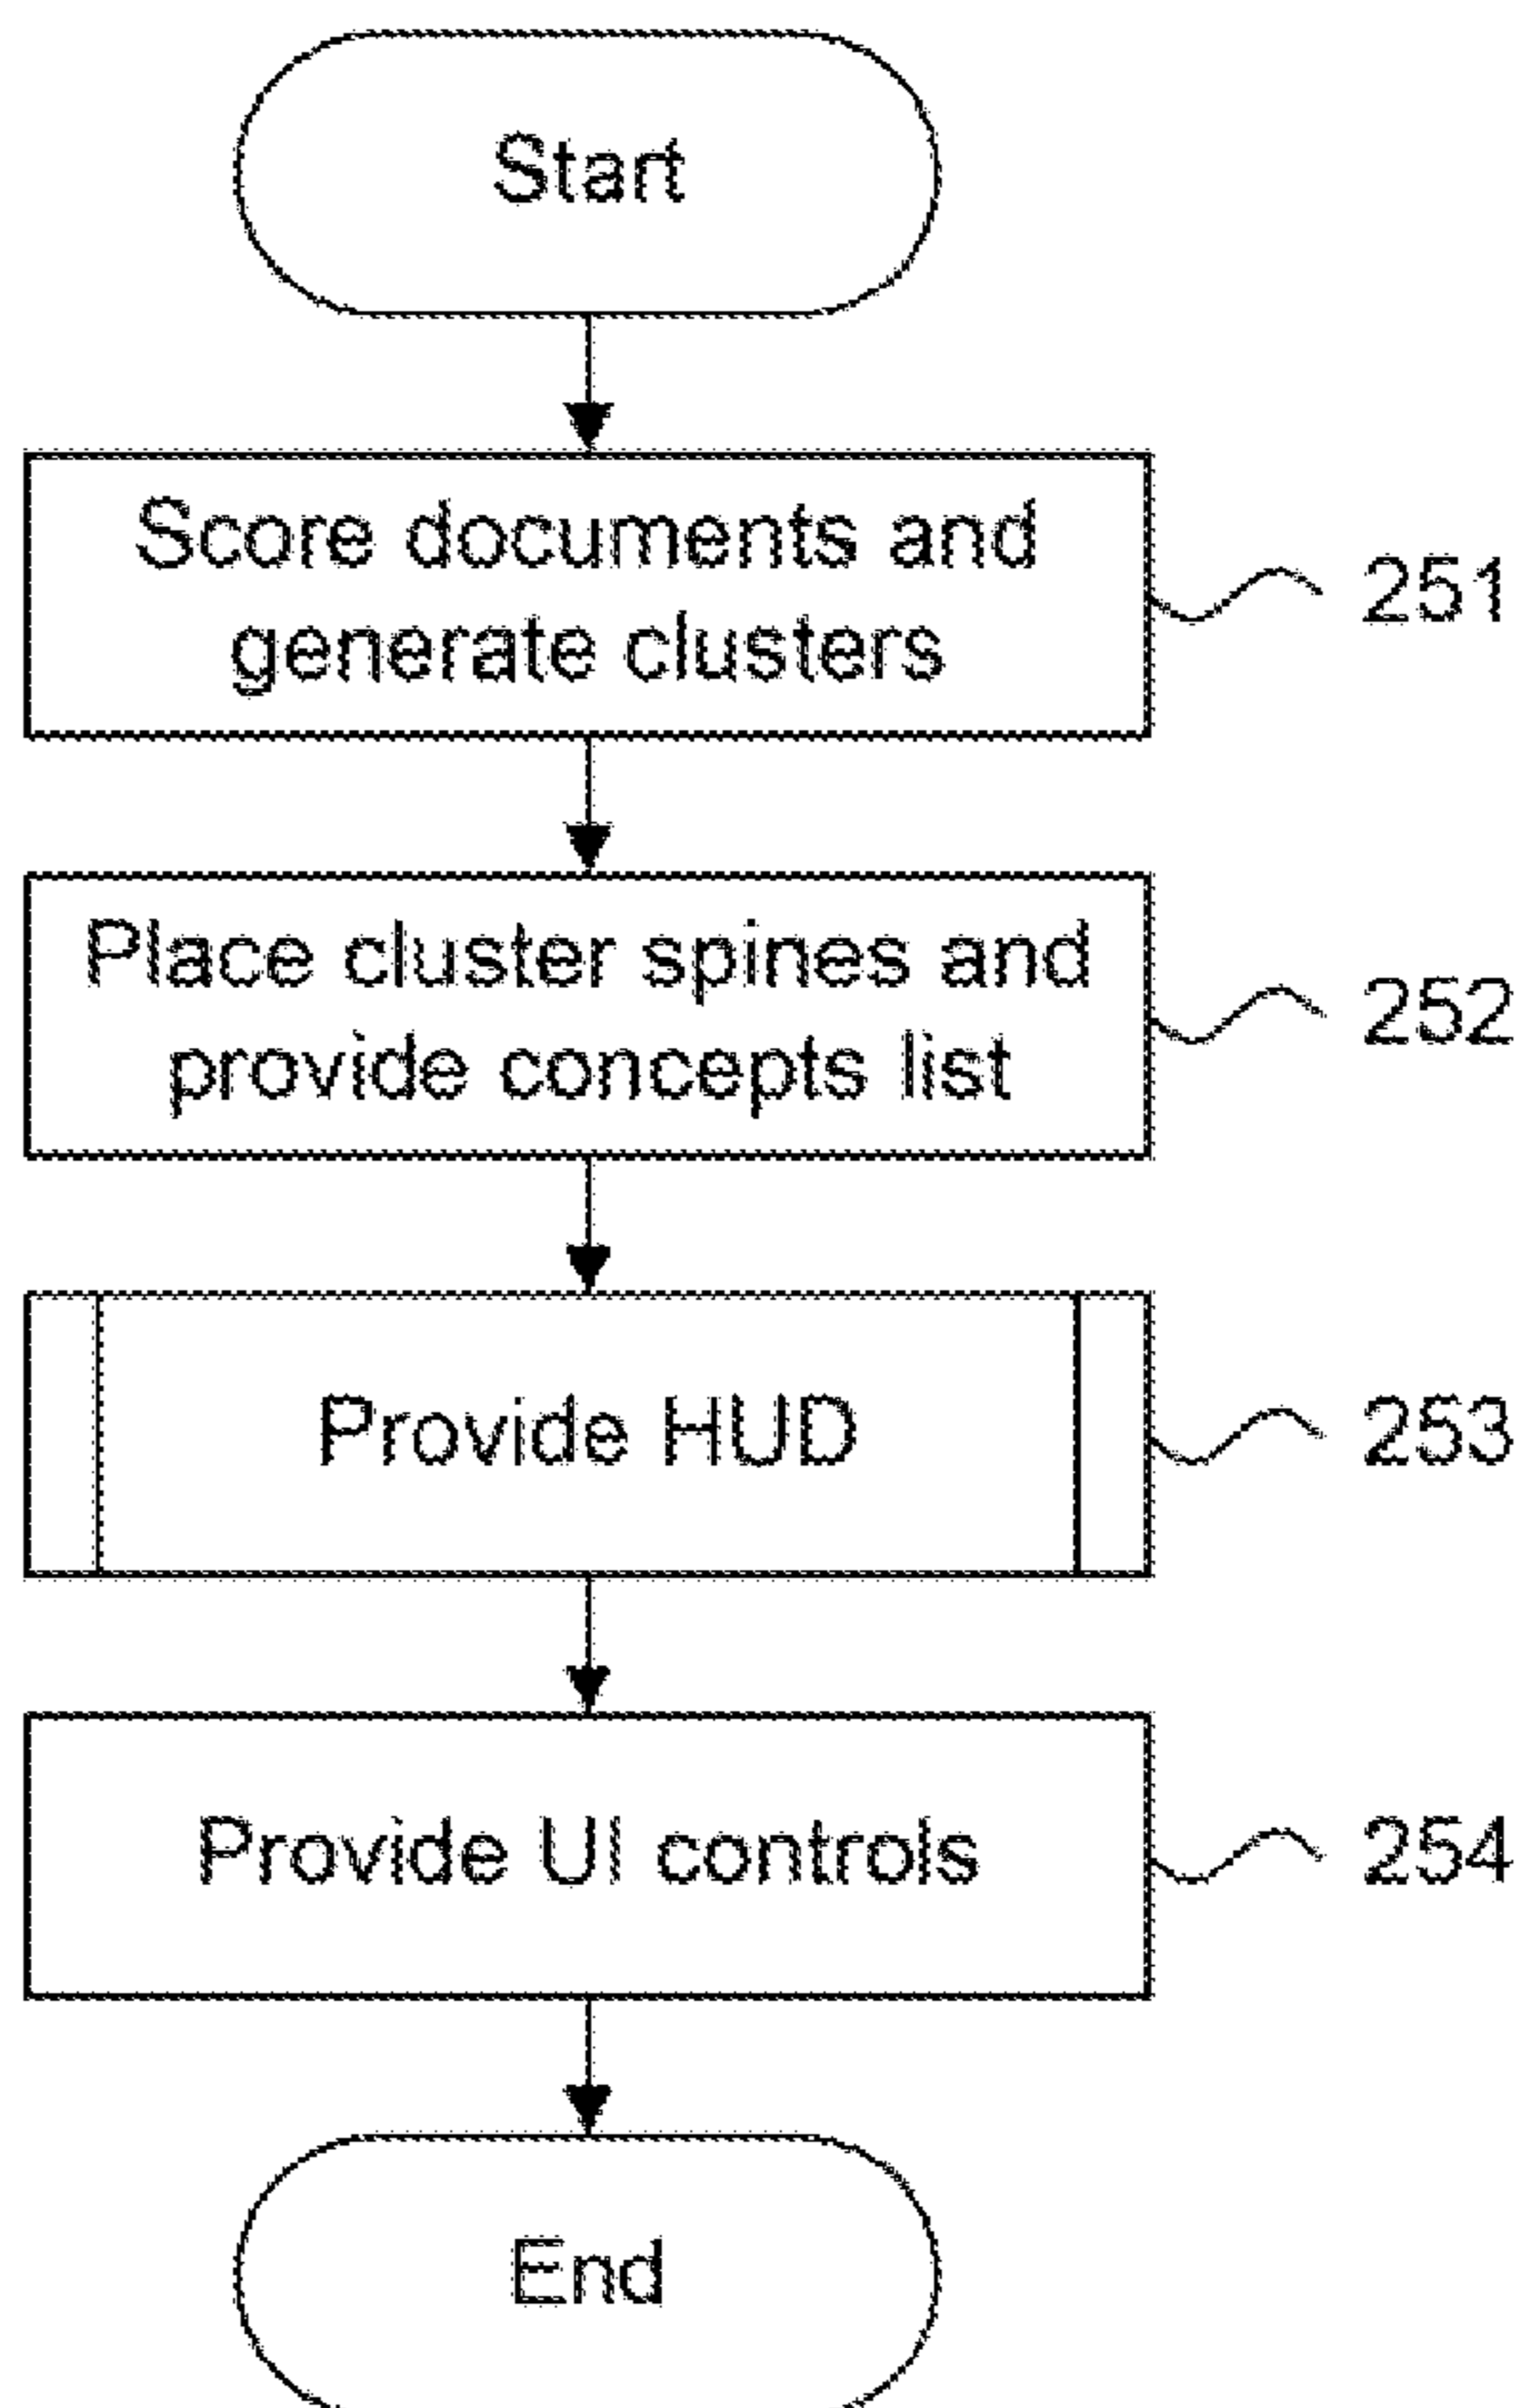 Start
Score documents and
generate clusters
251
Place cluster spines and
provide concepts list
252
Provide HUD
253
Provide UI controls
254
End